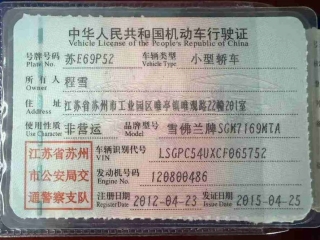 中华人民共和国机动车行驶证
Vehicle License of the People's Republic of China
号牌号码 苏E69P52 车辆类型 小型轿车
Plate No. Vehicle Type
所有人 程雪
Owner
住址 江苏省苏州市工业园区唯亭镇唯观路22幢201室
Address
使用性质 非营运 品牌型号 雪佛兰牌SGM7169MTA
Use Character Model
江苏省苏州
市公安局交
通警察支队
车辆识别代号 LSGPC54UXCF065752
VIN
发动机号码 120800486
Engine No.
注册日期 2012-04-23 发证日期 2015-04-25
Register Date Issue Date